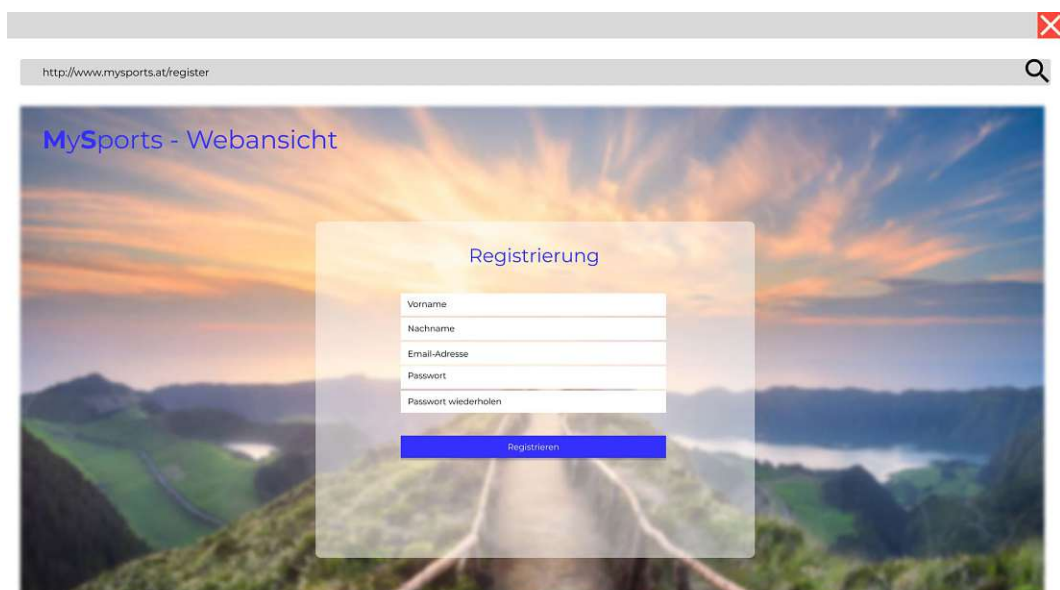 http://www.mysports.at/register
MySports - Webansicht
Registrierung
Vorname
Nachname
Email-Adresse
Passwort
Passwort wiederholen
Registrieren